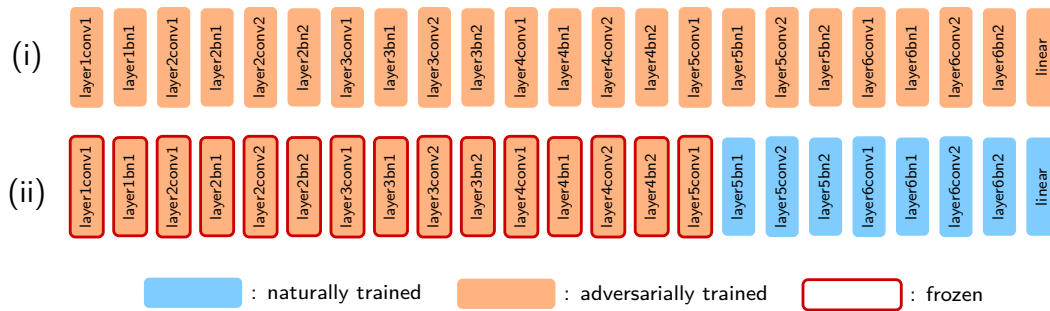 (i) layer1conv1 layer1bn1 layer2conv1 layer2bn1 layer2conv2 layer2bn2 layer3conv1 layer3bn1 layer3conv2 layer3bn2 layer4conv1 layer4bn1 layer4conv2 layer4bn2 layer5conv1 layer5bn1 layer5conv2 layer5bn2 layer6conv1 layer6bn1 layer6conv2 layer6bn2 linear
(ii) layer1conv1 layer1bn1 layer2conv1 layer2bn1 layer2conv2 layer2bn2 layer3conv1 layer3bn1 layer3conv2 layer3bn2 layer4conv1 layer4bn1 layer4conv2 layer4bn2 layer5conv1 layer5bn1 layer5conv2 layer5bn2 layer6conv1 layer6bn1 layer6conv2 layer6bn2 linear
: naturally trained : adversarially trained : frozen